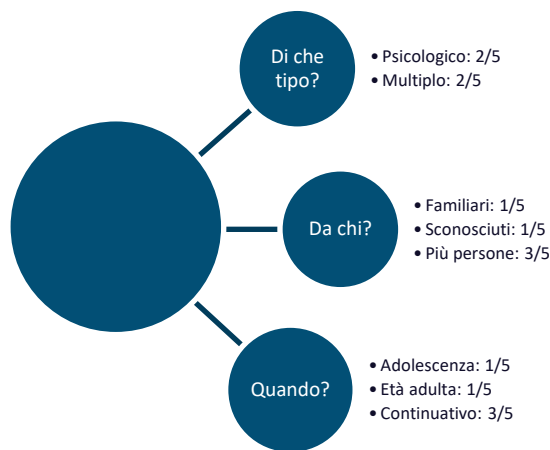 Di che
tipo?
• Psicologico: 2/5
• Multiplo: 2/5
Da chi?
• Familiari: 1/5
• Sconosciuti: 1/5
• Più persone: 3/5
Quando?
• Adolescenza: 1/5
• Età adulta: 1/5
• Continuativo: 3/5